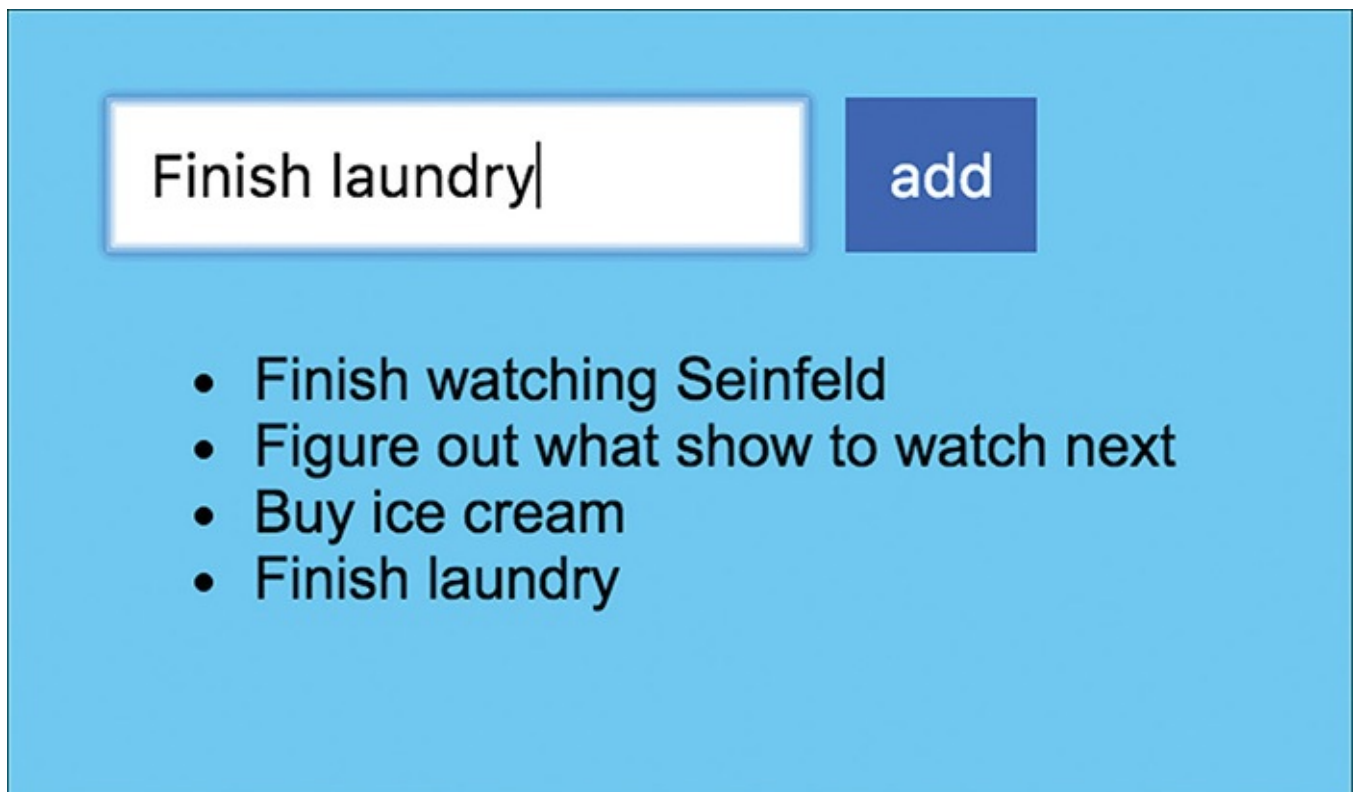 Finish laundry
add
Finish watching Seinfeld
Figure out what show to watch next
Buy ice cream
Finish laundry